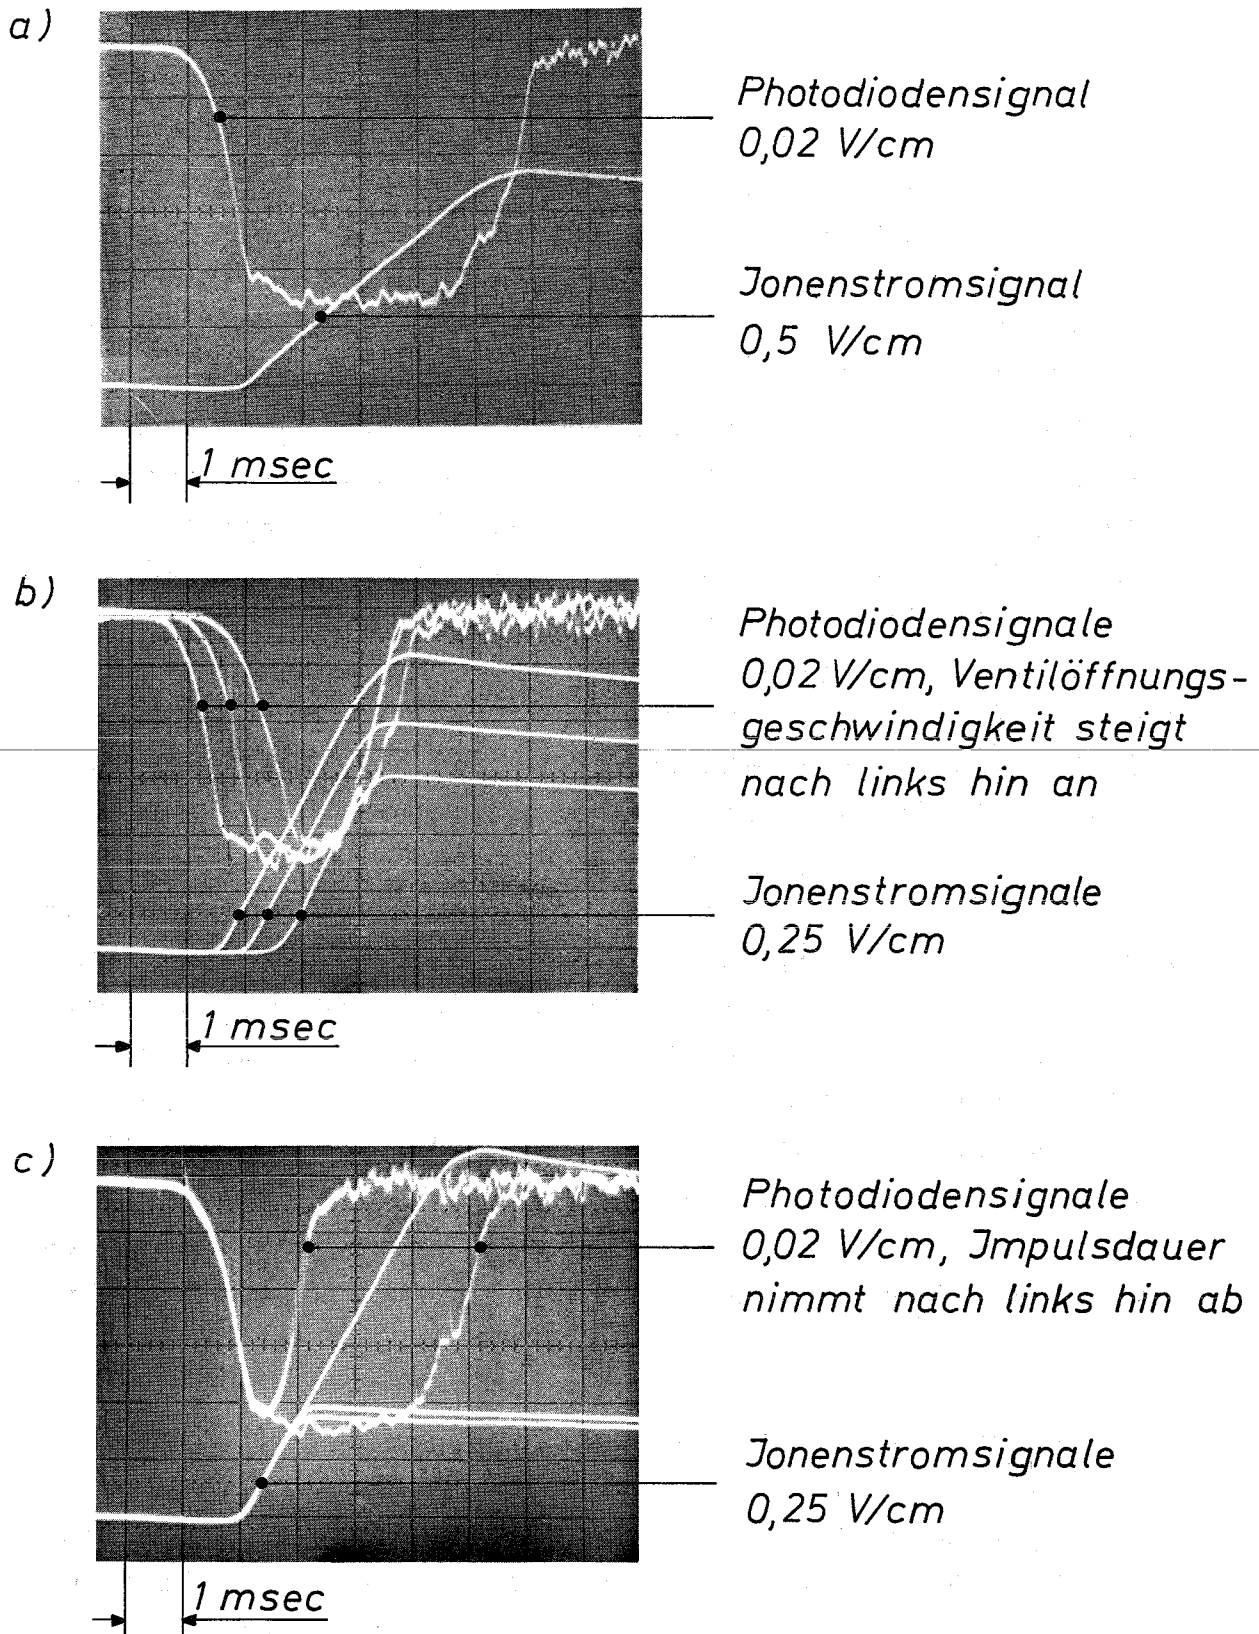 a)
Photodiodensignal
0,02 V/cm
Jonenstromsignal
0,5 V/cm
1 msec
b)
Photodiodensignale
0,02 V/cm, Ventilöffnungs-
geschwindigkeit steigt
nach links hin an
Jonenstromsignale
0,25 V/cm
1 msec
c)
Photodiodensignale
0,02 V/cm, Jmpulsdauer
nimmt nach links hin ab
Jonenstromsignale
0,25 V/cm
1 msec